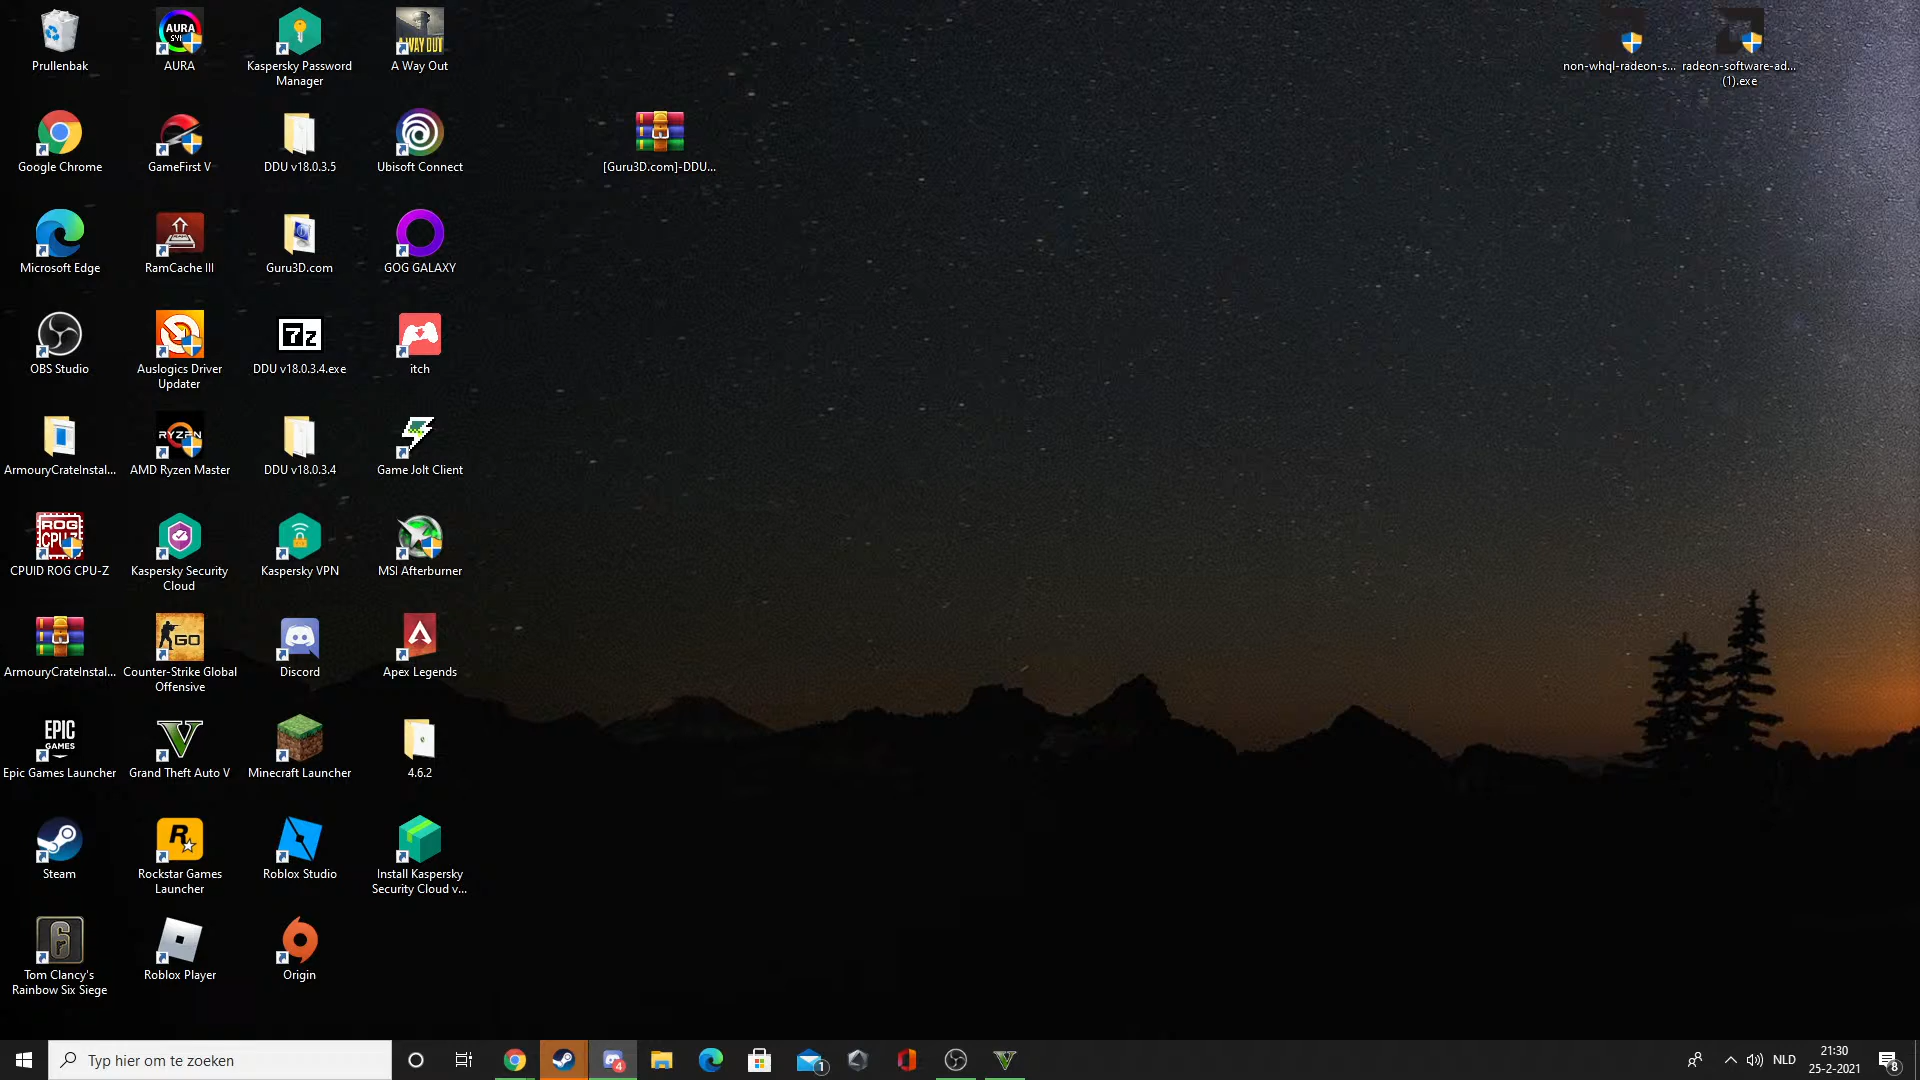 Prullenbak
AURA
Kaspersky Password
Manager
A Way Out
non-whql-radeon-s...
radeon-software-ad...
(1).exe
Google Chrome
GameFirst V
DDU v18.0.3.5
Ubisoft Connect
[Guru3D.com]-DDU...
Microsoft Edge
RamCache III
Guru3D.com
GOG GALAXY
OBS Studio
Auslogics Driver
Updater
DDU v18.0.3.4.exe
itch
ArmouryCrateInstal...
AMD Ryzen Master
DDU v18.0.3.4
Game Jolt Client
CPUID ROG CPU-Z
Kaspersky Security
Cloud
Kaspersky VPN
MSI Afterburner
ArmouryCrateInstal...
Counter-Strike Global
Offensive
Discord
Apex Legends
Epic Games Launcher
Grand Theft Auto V
Minecraft Launcher
4.6.2
Steam
Rockstar Games
Launcher
Roblox Studio
Install Kaspersky
Security Cloud v...
Tom Clancy's
Rainbow Six Siege
Roblox Player
Origin
Typ hier om te zoeken
4
1
NLD
21:30
25-2-2021
8